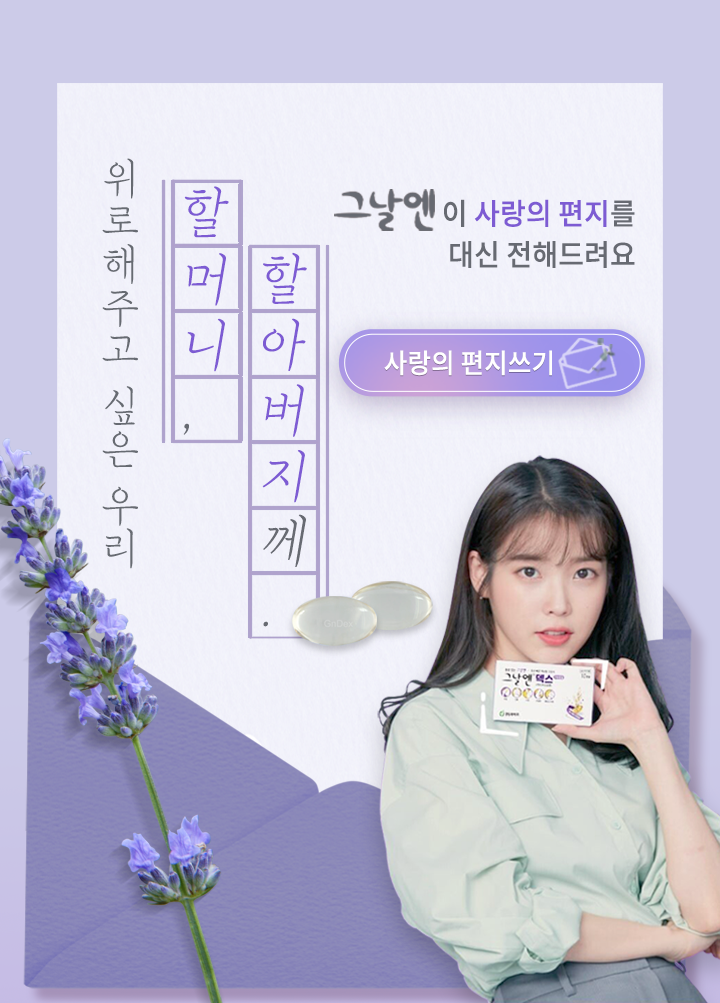 위로해주고 싶은 우리
할머니,
할아버지께.
그날엔이 사랑의 편지를
대신 전해드려요
사랑의 편지쓰기
그날엔 덱스